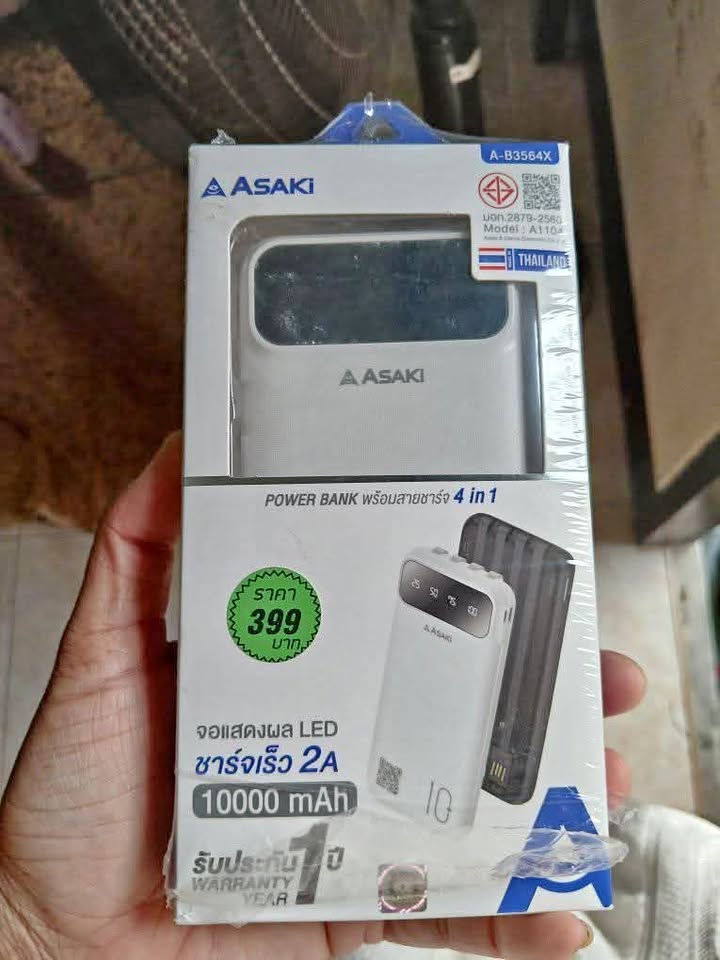 A-B3564X
ASAKi
มอก.2879-2560
Model : A1104
THAILAND
ASAKi
POWER BANK พร้อมสายชาร์จ 4 in 1
ราคา
399
บาท
25 50 75 100
ASAKi
จอแสดงผล LED
ชาร์จเร็ว 2A
10000 mAh
10
รับประกัน 1 ปี
WARRANTY
YEAR